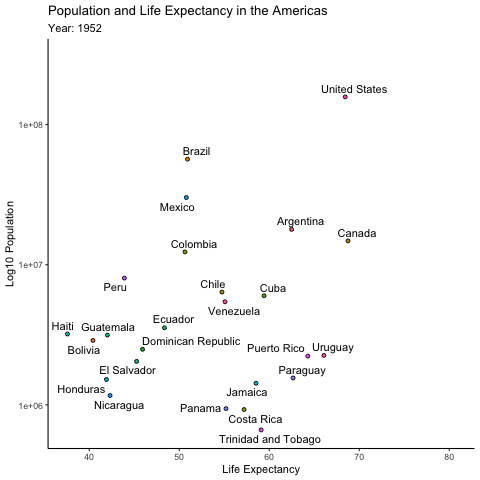 Population and Life Expectancy in the Americas
Year: 1952
United States
1e+08
Brazil
Mexico
Argentina
Canada
Colombia
1e+07
Log10 Population
Peru
Chile
Cuba
Venezuela
Haiti
Guatemala
Ecuador
Bolivia
Dominican Republic
Puerto Rico
Uruguay
El Salvador
Paraguay
Honduras
Jamaica
Nicaragua
Panama
1e+06
Costa Rica
Trinidad and Tobago
40 50 60 70 80
Life Expectancy